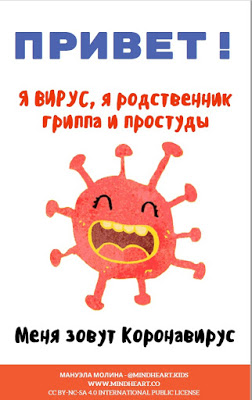 ПРИВЕТ!
Я ВИРУС, я родственник
гриппа и простуды
Меня зовут Коронавирус
МАНУЭЛА МОЛИНА - @MINDHEART.KIDS
WWW.MINDHEART.CO
CC BY-NC-SA 4.0 INTERNATIONAL PUBLIC LICENSE